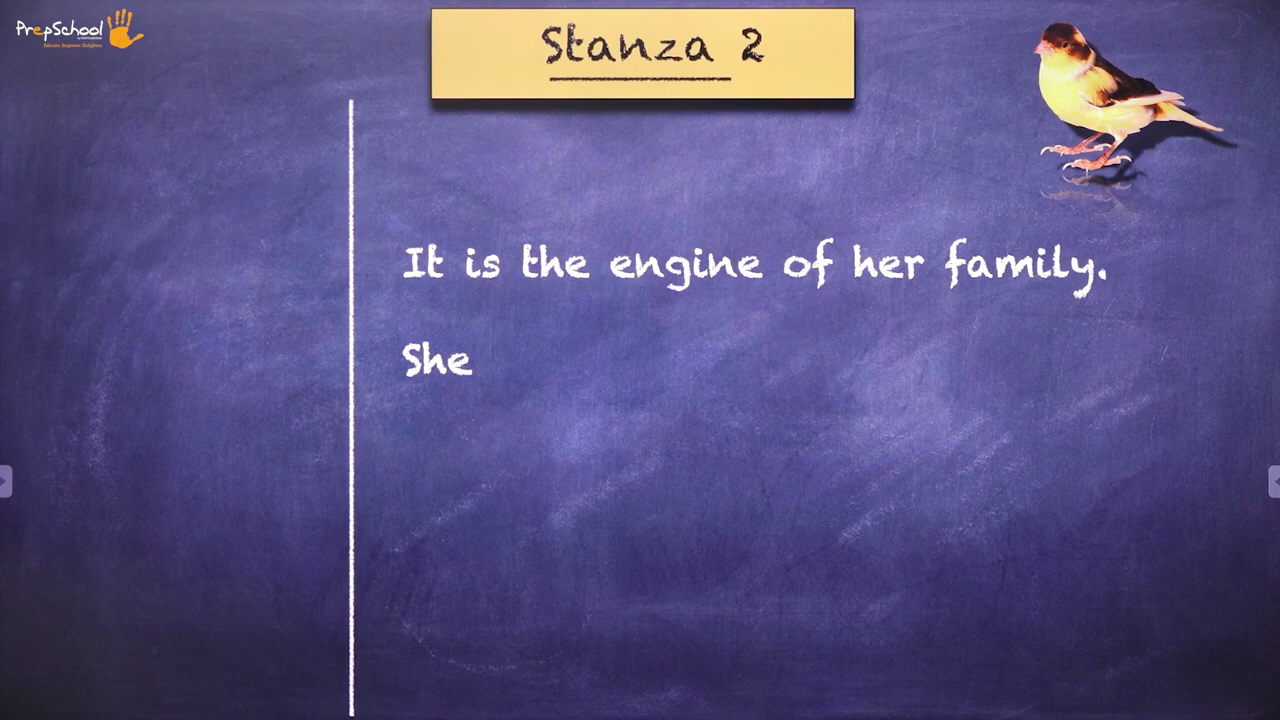 PrepSchool
Stanza 2
It is the engine of her family.
She